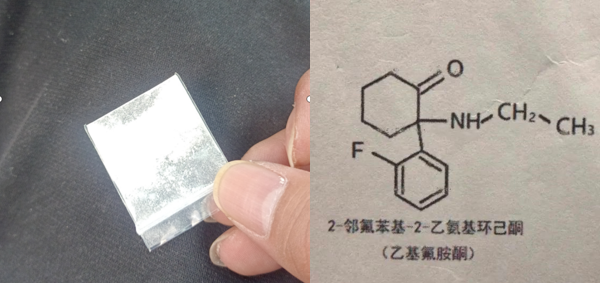 O
NH
CH₂
CH₃
F
2-邻氟苯基-2-乙氨基环己酮
（乙基氟胺酮）